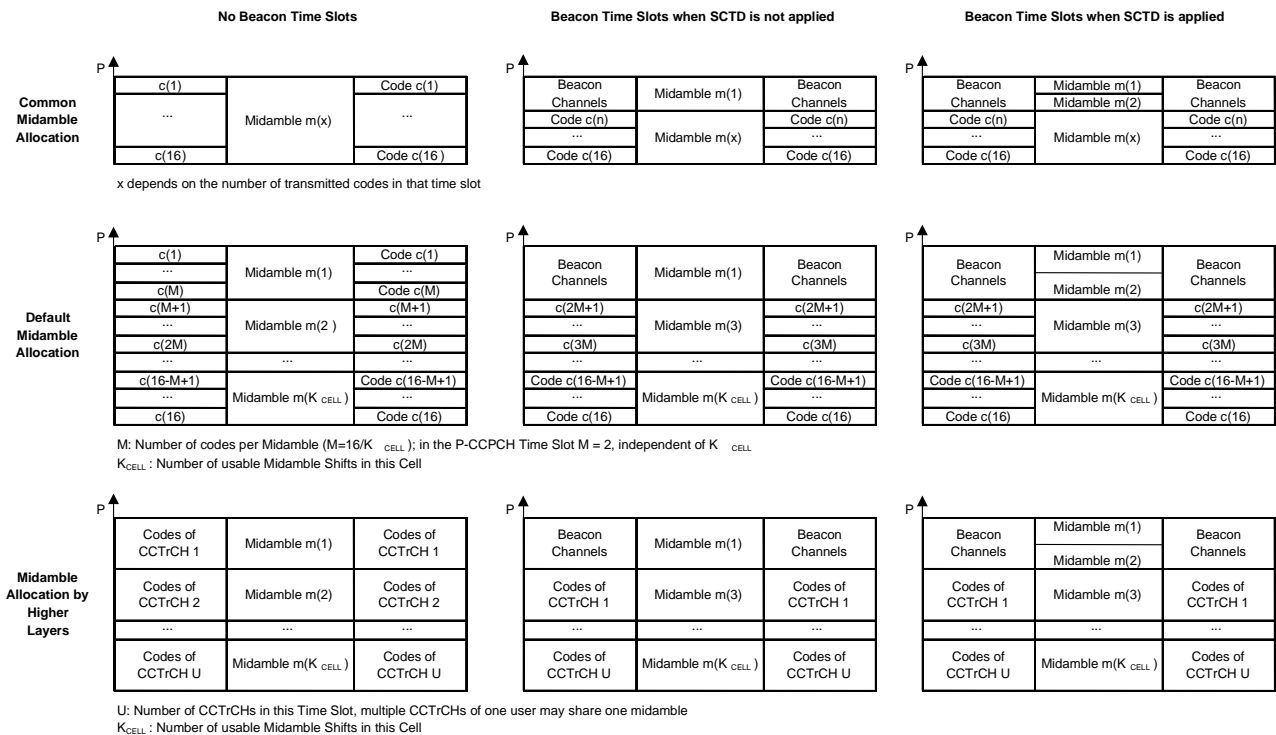 No Beacon Time Slots
Beacon Time Slots when SCTD is not applied
Beacon Time Slots when SCTD is applied
Common
Midamble
Allocation
P
c(1)
...
c(16)
Midamble m(x)
Code c(1)
...
Code c(16)
P
Beacon
Channels
Code c(n)
...
Code c(16)
Midamble m(1)
Midamble m(x)
Beacon
Channels
Code c(n)
...
Code c(16)
P
Beacon
Channels
Code c(n)
...
Code c(16)
Midamble m(1)
Midamble m(2)
Midamble m(x)
Beacon
Channels
Code c(n)
...
Code c(16)
x depends on the number of transmitted codes in that time slot
Default
Midamble
Allocation
P
c(1)
...
c(M)
c(M+1)
...
c(2M)
...
c(16-M+1)
...
c(16)
Midamble m(1)
Midamble m(2 )
...
Midamble m(K CELL )
Code c(1)
...
Code c(M)
c(M+1)
...
c(2M)
...
Code c(16-M+1)
...
Code c(16)
P
Beacon
Channels
c(2M+1)
...
c(3M)
...
Code c(16-M+1)
...
Code c(16)
Midamble m(1)
Midamble m(3)
...
Midamble m(K CELL )
Beacon
Channels
c(2M+1)
...
c(3M)
...
Code c(16-M+1)
...
Code c(16)
P
Beacon
Channels
c(2M+1)
...
c(3M)
...
Code c(16-M+1)
...
Code c(16)
Midamble m(1)
Midamble m(2)
Midamble m(3)
...
Midamble m(K CELL )
Beacon
Channels
c(2M+1)
...
c(3M)
...
Code c(16-M+1)
...
Code c(16)
M: Number of codes per Midamble (M=16/K CELL ); in the P-CCPCH Time Slot M = 2, independent of K CELL
KCELL : Number of usable Midamble Shifts in this Cell
Midamble
Allocation by
Higher
Layers
P
Codes of
CCTrCH 1
Codes of
CCTrCH 2
...
Codes of
CCTrCH U
Midamble m(1)
Midamble m(2)
...
Midamble m(K CELL )
Codes of
CCTrCH 1
Codes of
CCTrCH 2
...
Codes of
CCTrCH U
P
Beacon
Channels
Codes of
CCTrCH 1
...
Codes of
CCTrCH U
Midamble m(1)
Midamble m(3)
...
Midamble m(K CELL )
Beacon
Channels
Codes of
CCTrCH 1
...
Codes of
CCTrCH U
P
Beacon
Channels
Codes of
CCTrCH 1
...
Codes of
CCTrCH U
Midamble m(1)
Midamble m(2)
Midamble m(3)
...
Midamble m(K CELL )
Beacon
Channels
Codes of
CCTrCH 1
...
Codes of
CCTrCH U
U: Number of CCTrCHs in this Time Slot, multiple CCTrCHs of one user may share one midamble
KCELL : Number of usable Midamble Shifts in this Cell